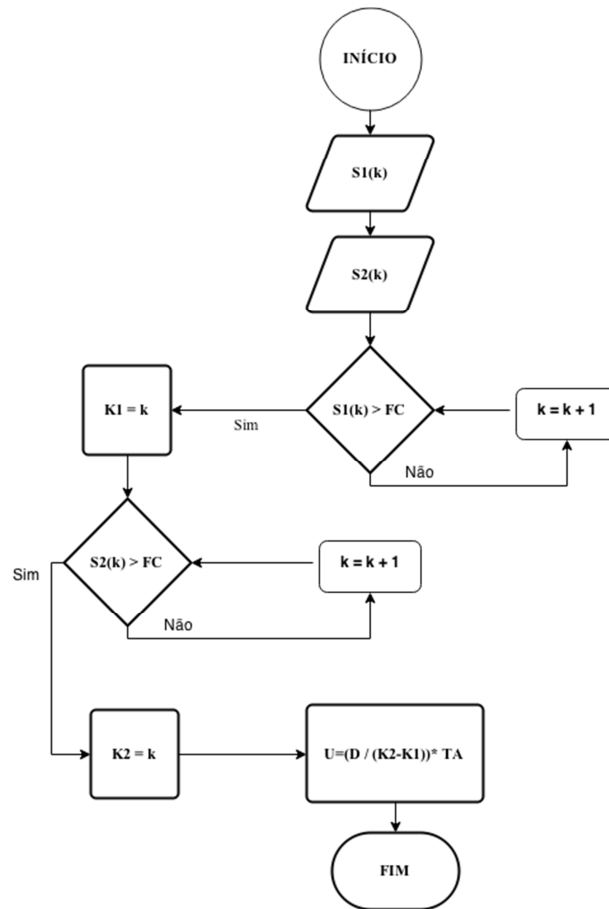 INÍCIO
S1(k)
S2(k)
S1(k) > FC
k = k + 1
Não
Sim
K1 = k
S2(k) > FC
k = k + 1
Não
Sim
K2 = k
U=(D / (K2-K1))* TA
FIM